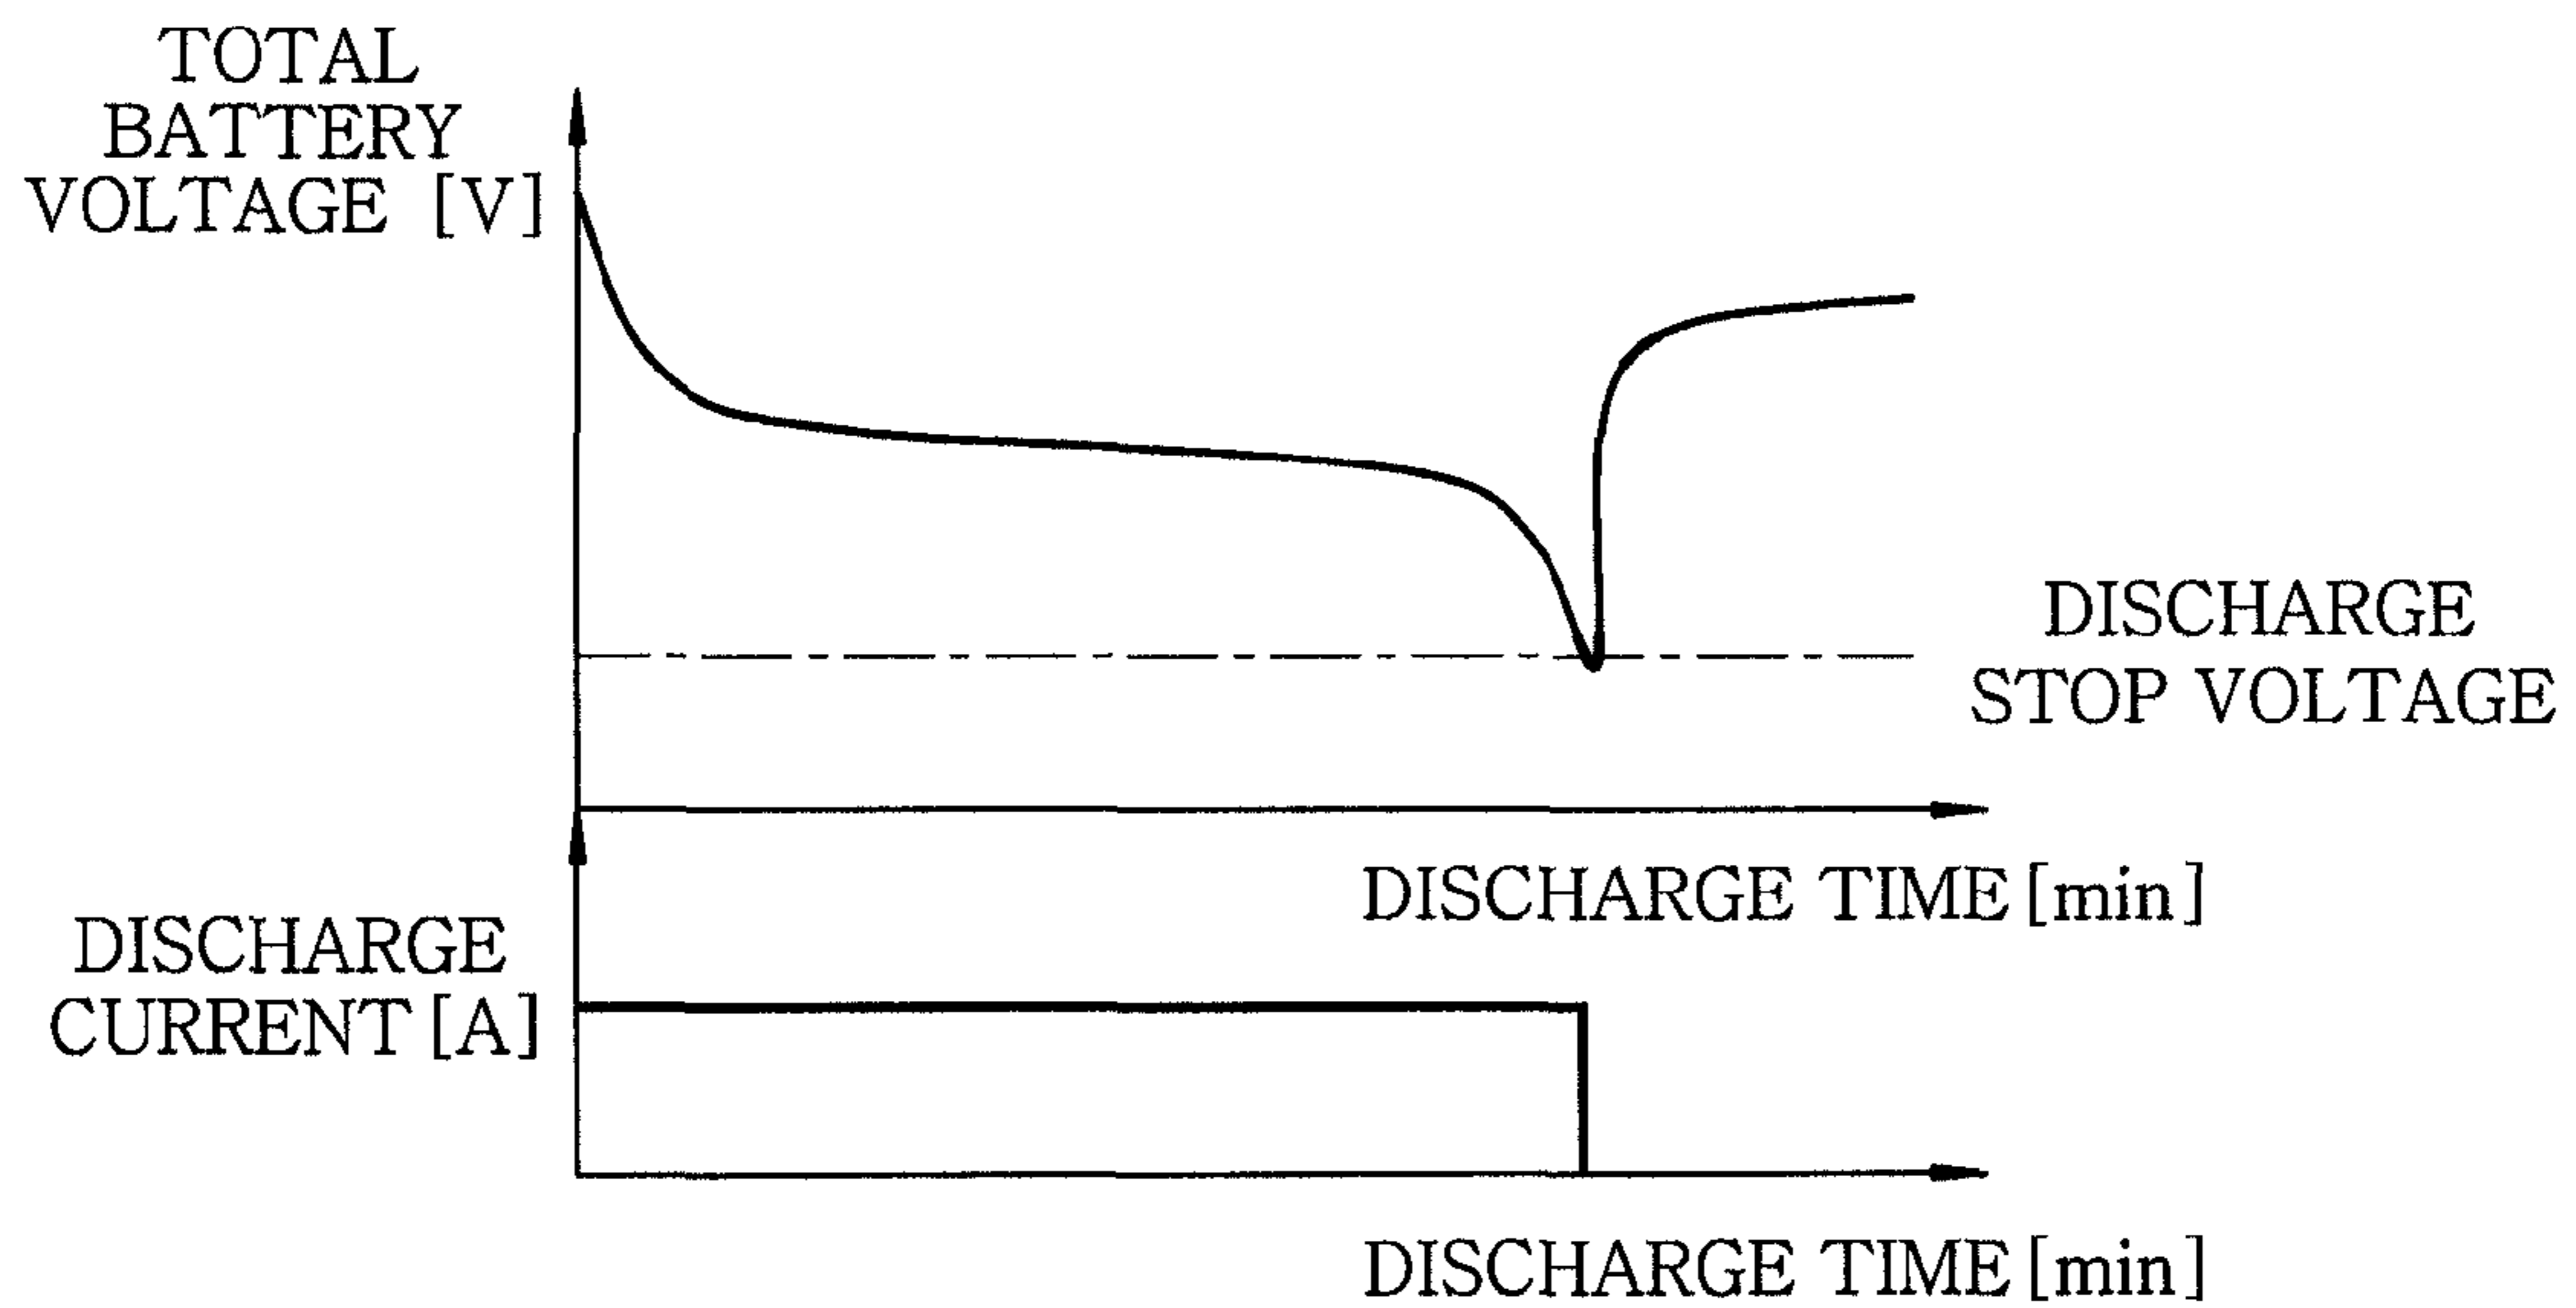 TOTAL
BATTERY
VOLTAGE [V]
DISCHARGE
STOP VOLTAGE
DISCHARGE TIME [min]
DISCHARGE
CURRENT [A]
DISCHARGE TIME [min]